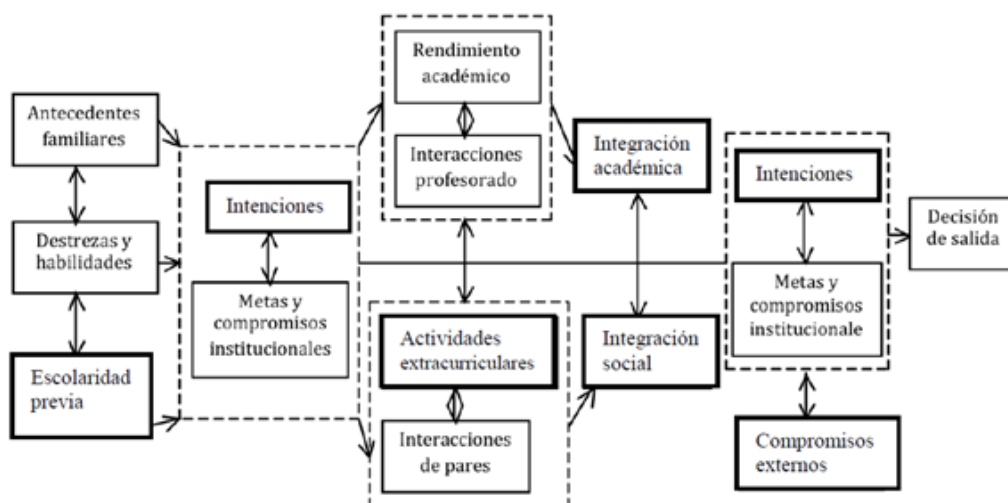 Antecedentes
familiares
Destrezas y
habilidades
Escolaridad
previa
Intenciones
Metas y
compromisos
institucionales
Rendimiento
académico
Interacciones
profesorado
Actividades
extracurriculares
Interacciones
de pares
Integración
académica
Integración
social
Intenciones
Metas y
compromisos
institucionale
Compromisos
externos
Decisión
de salida